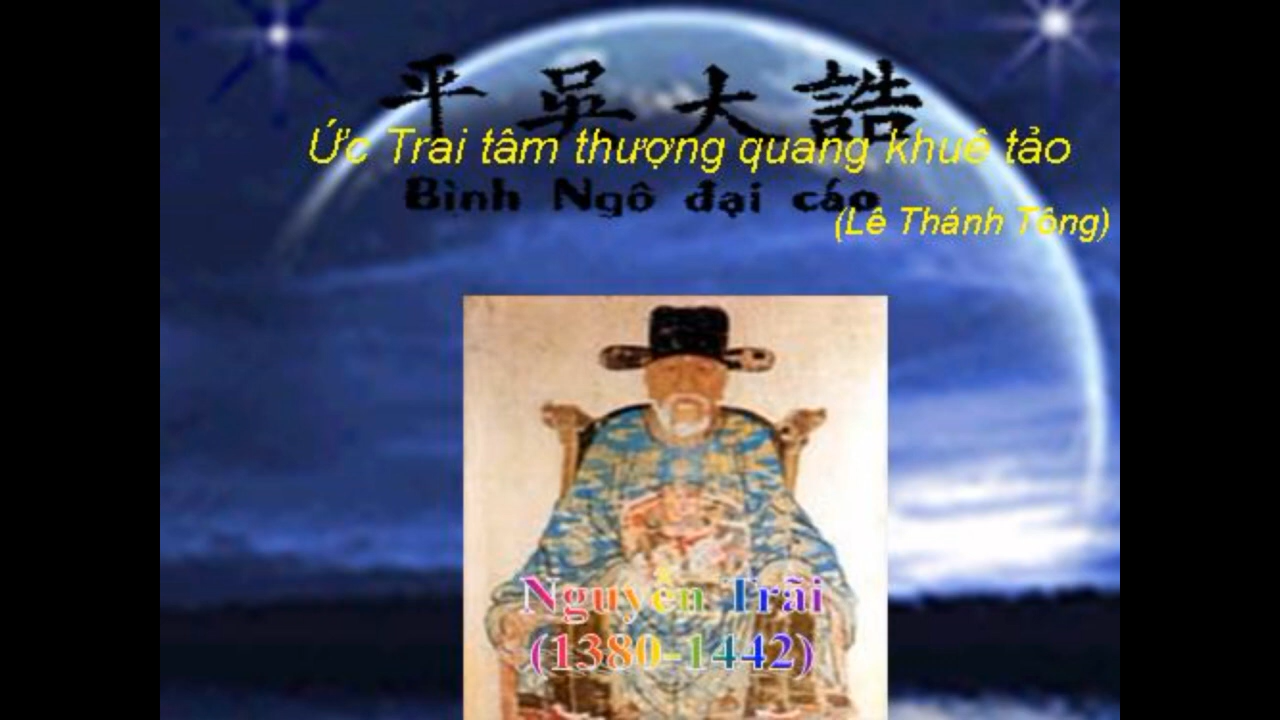 平吳大誥
Ức Trai tâm thượng quang khuê tảo
Bình Ngô đại cáo
(Lê Thánh Tông)
Nguyễn Trãi
(1380-1442)